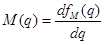 M(q) = df_M(q)/dq